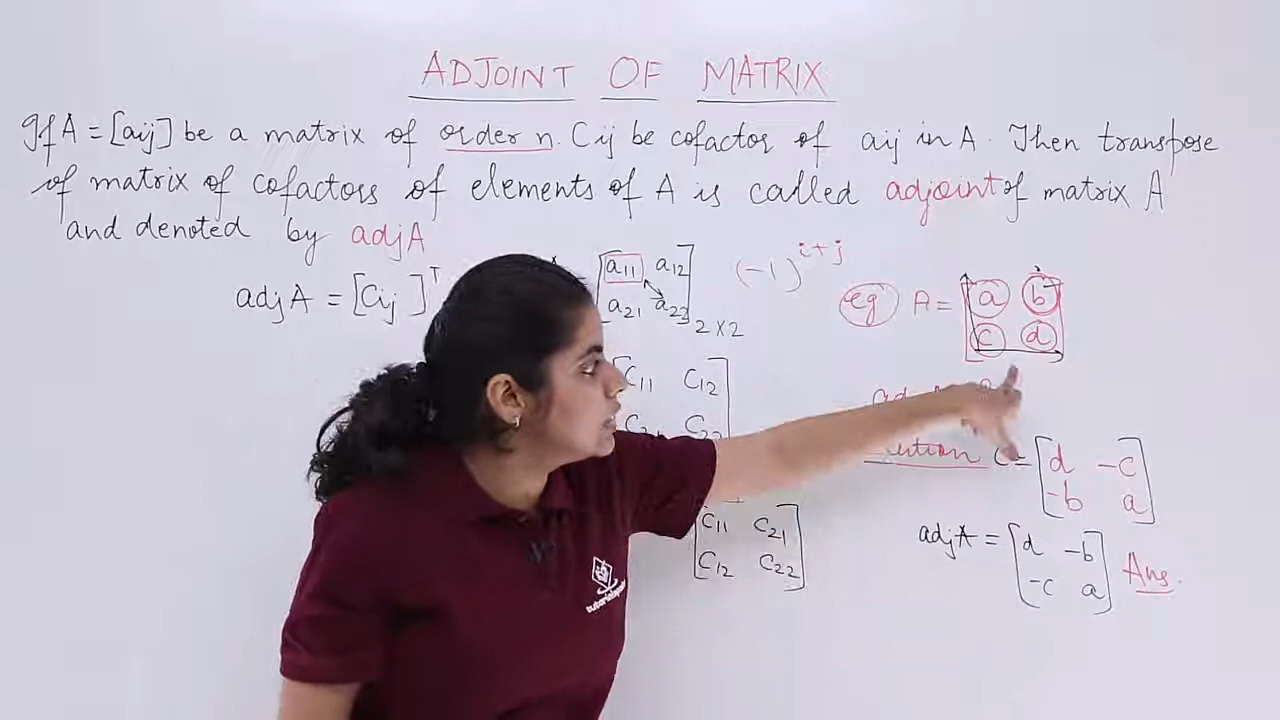 ADJOINT OF MATRIX
If A = [aij] be a matrix of order n. Cij be cofactor of aij in A. Then transpose
of matrix of cofactors of elements of A is called adjoint of matrix A
and denoted by adjA
adj A = [Cij]ᵀ
a11 a12
a21 a22
2×2
(-1)^i+j
eg A = [a b
c d]
C11 C12
C22
C = [d -c
-b a]
C11 C21
C12 C22
adjA = [d -b
-c a] Ans.